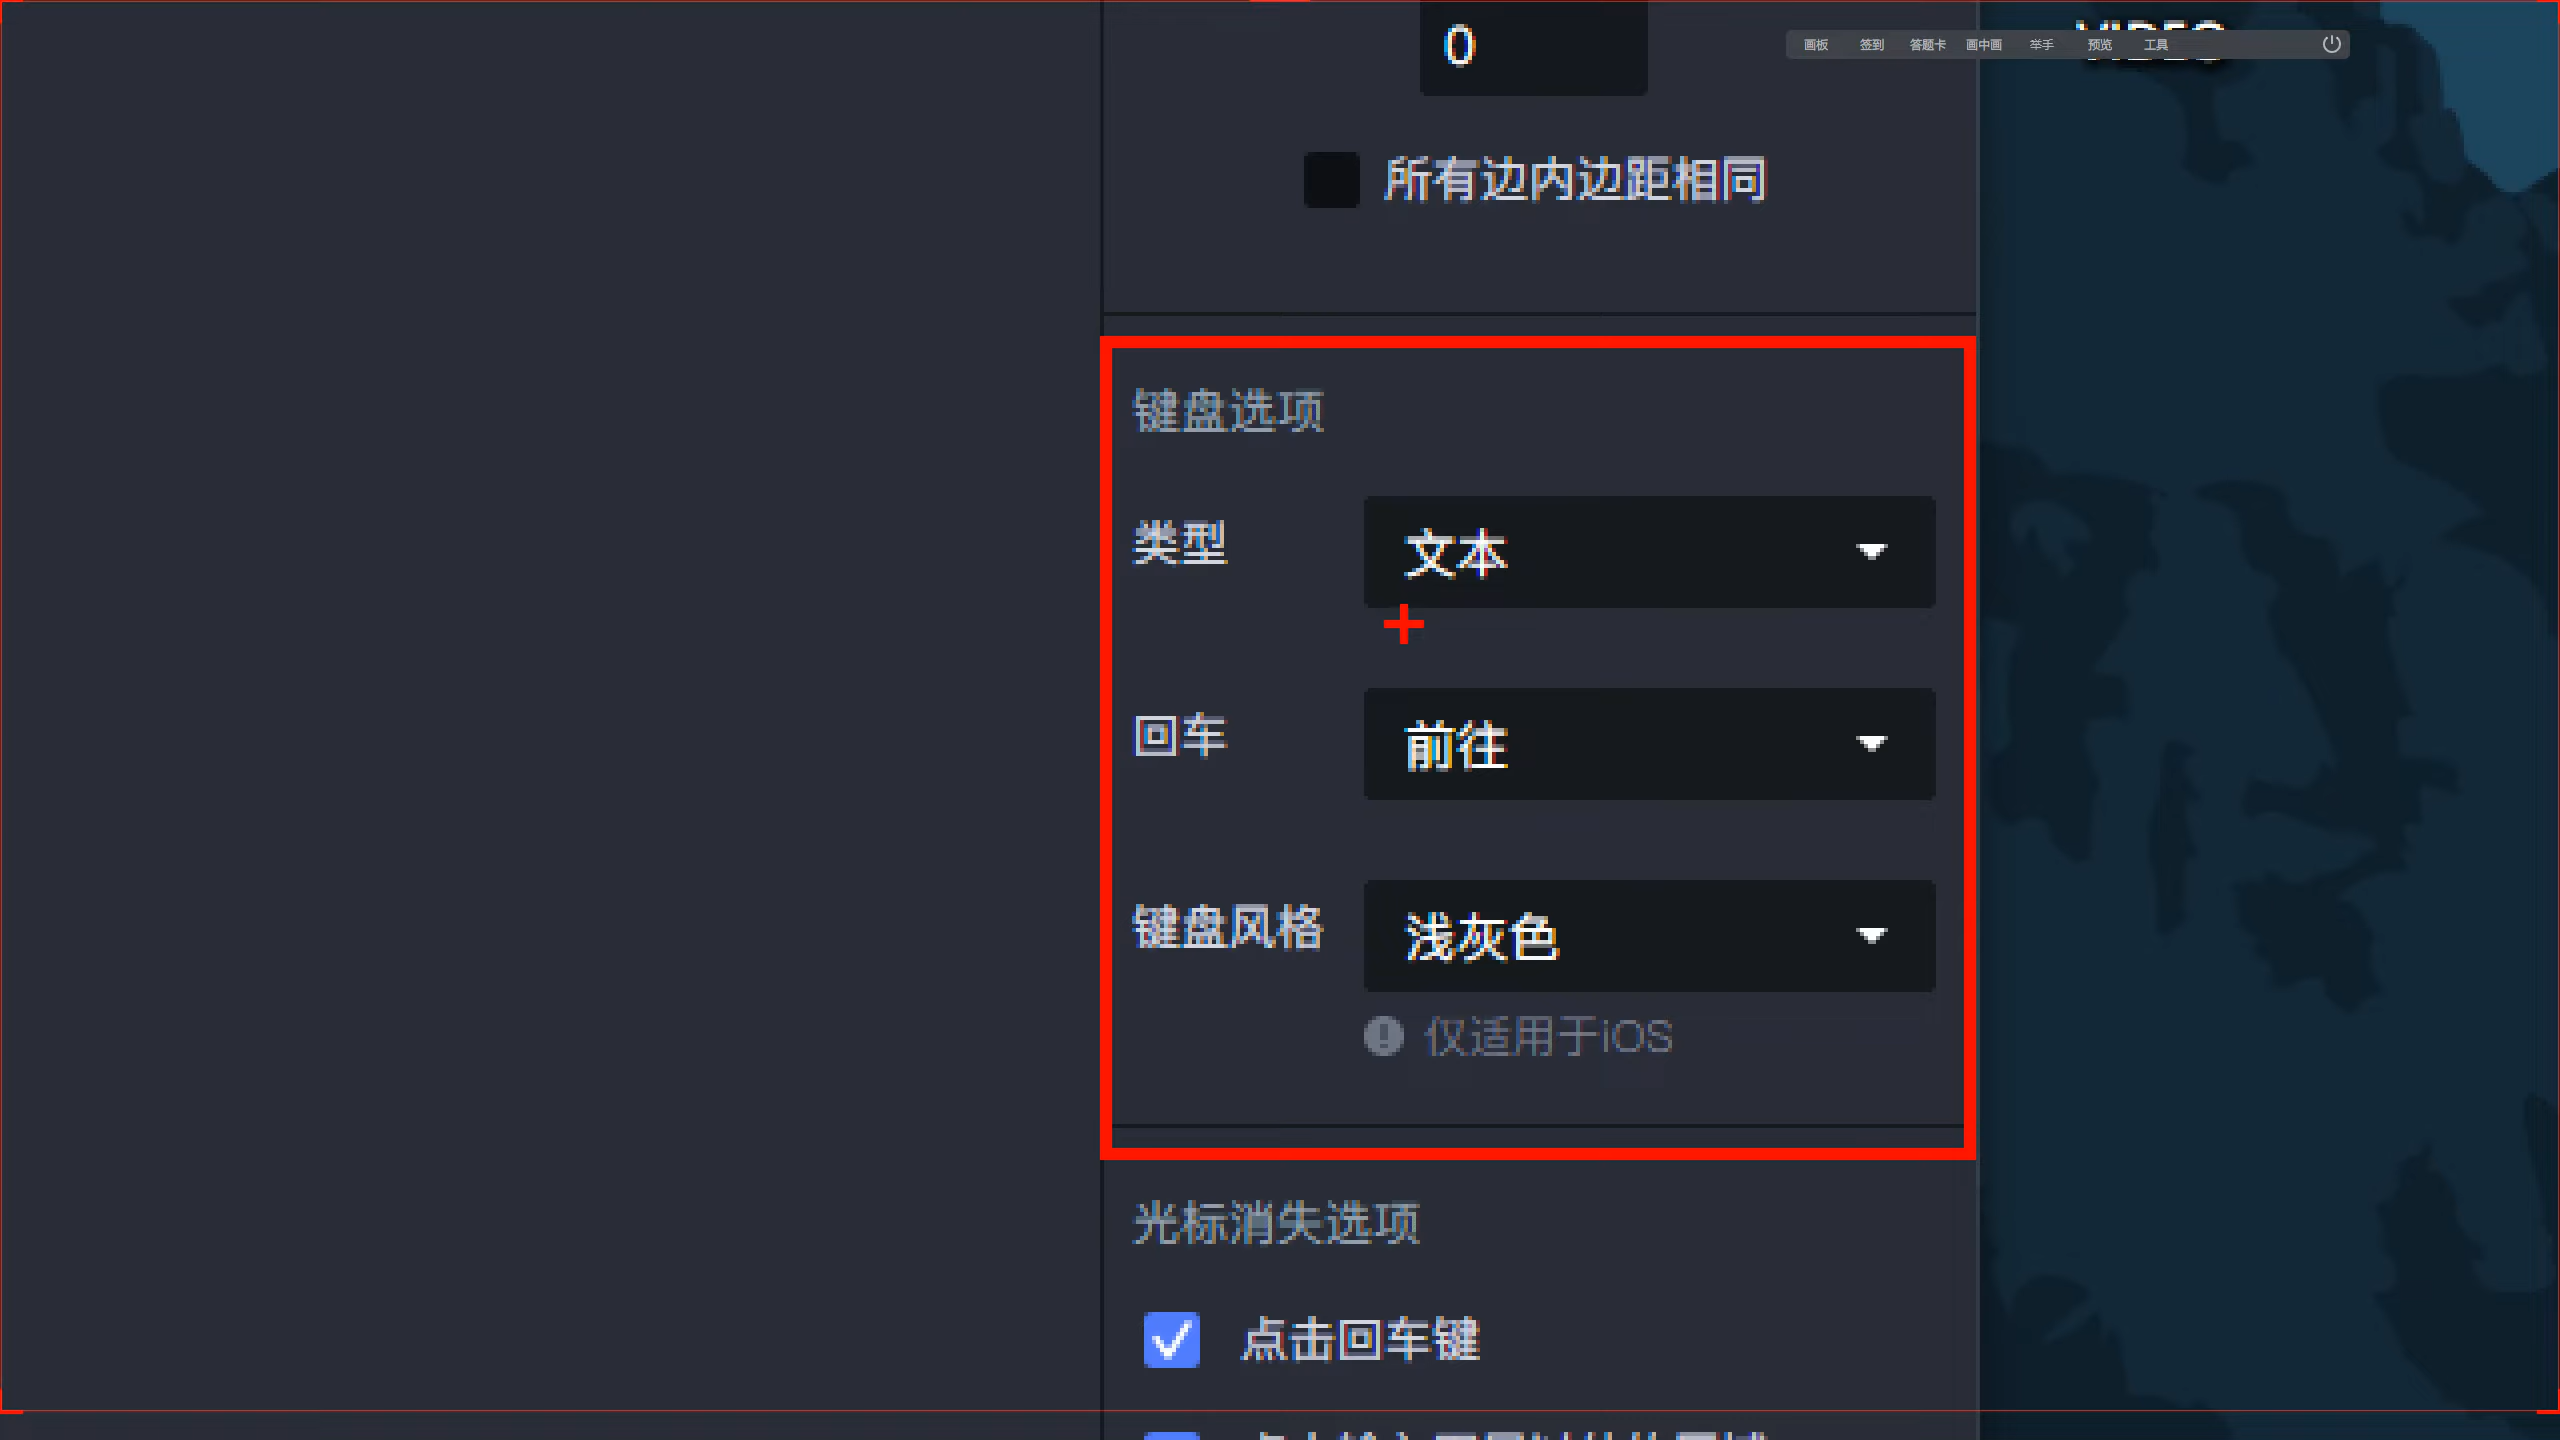 0
画板 签到 答题卡 画中画 举手 预览 工具
所有边内边距相同
键盘选项
类型 文本
回车 前往
键盘风格 浅灰色
仅适用于iOS
光标消失选项
点击回车键